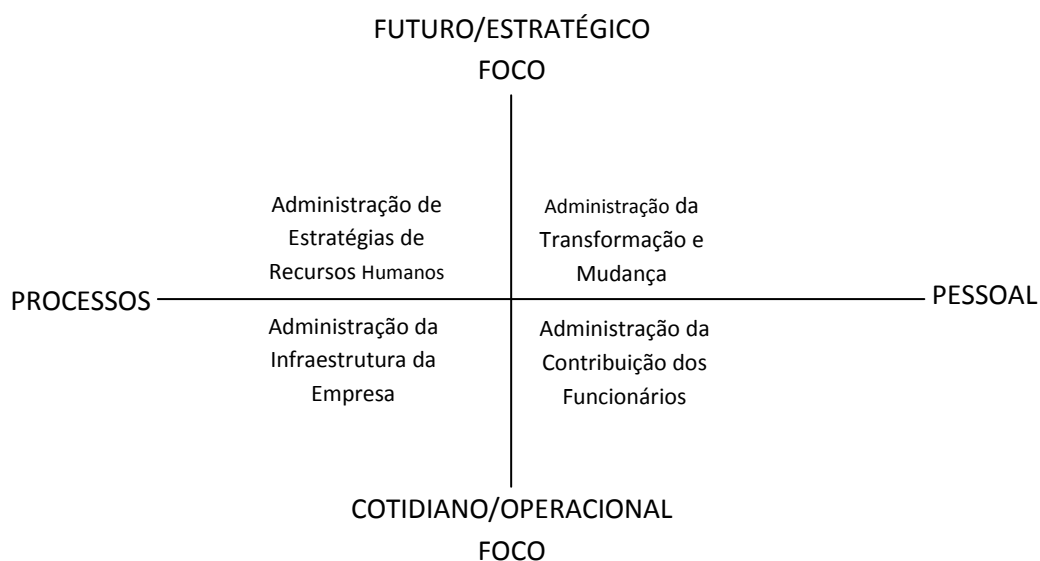 FUTURO/ESTRATÉGICO
FOCO
Administração de
Estratégias de
Recursos Humanos
Administração da
Transformação e
Mudança
PROCESSOS
PESSOAL
Administração da
Infraestrutura da
Empresa
Administração da
Contribuição dos
Funcionários
COTIDIANO/OPERACIONAL
FOCO